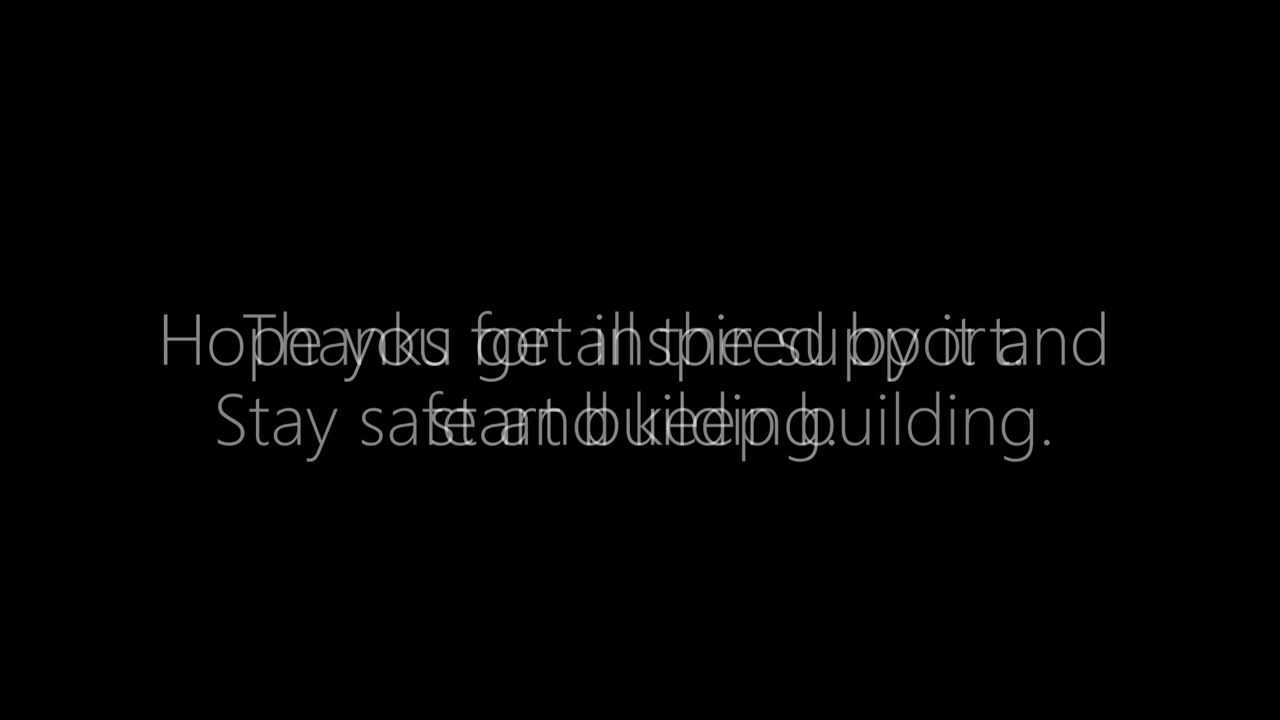 Hope you get inspired by it and
start building.
Thanks for all the support.
Stay safe and keep building.